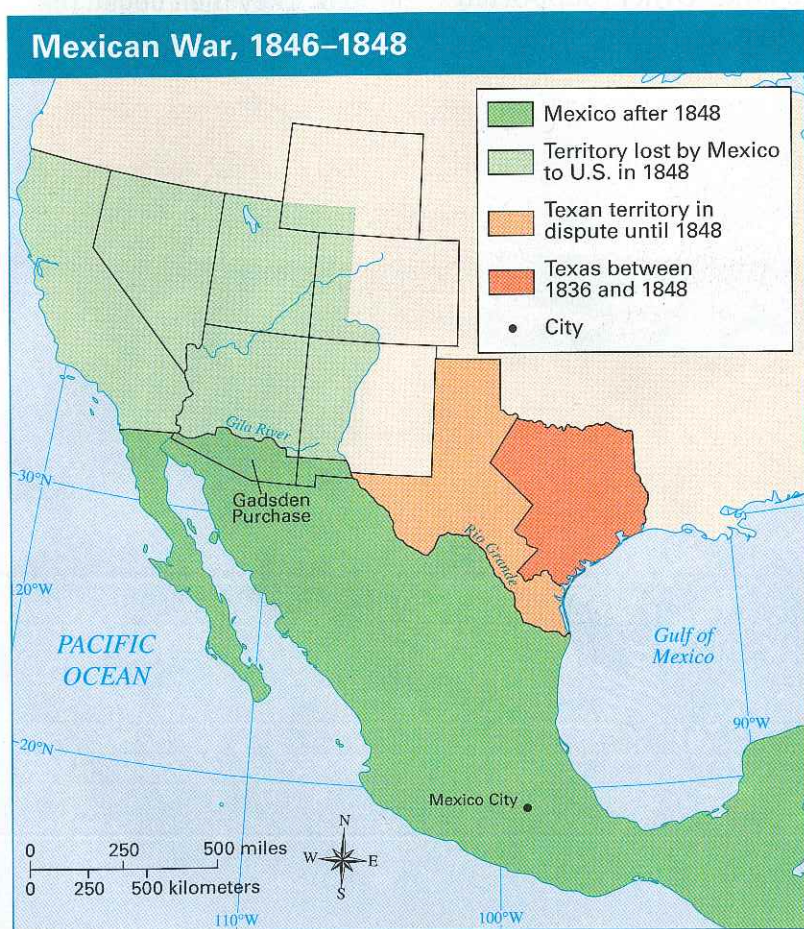 Mexican War, 1846–1848
Mexico after 1848
Territory lost by Mexico
to U.S. in 1848
Texan territory in
dispute until 1848
Texas between
1836 and 1848
City
Gila River
30°N
Gadsden
Purchase
Rio Grande
20°W
PACIFIC
OCEAN
Gulf of
Mexico
90°W
20°N
Mexico City
N
W
E
S
0 250 500 miles
0 250 500 kilometers
110°W
100°W